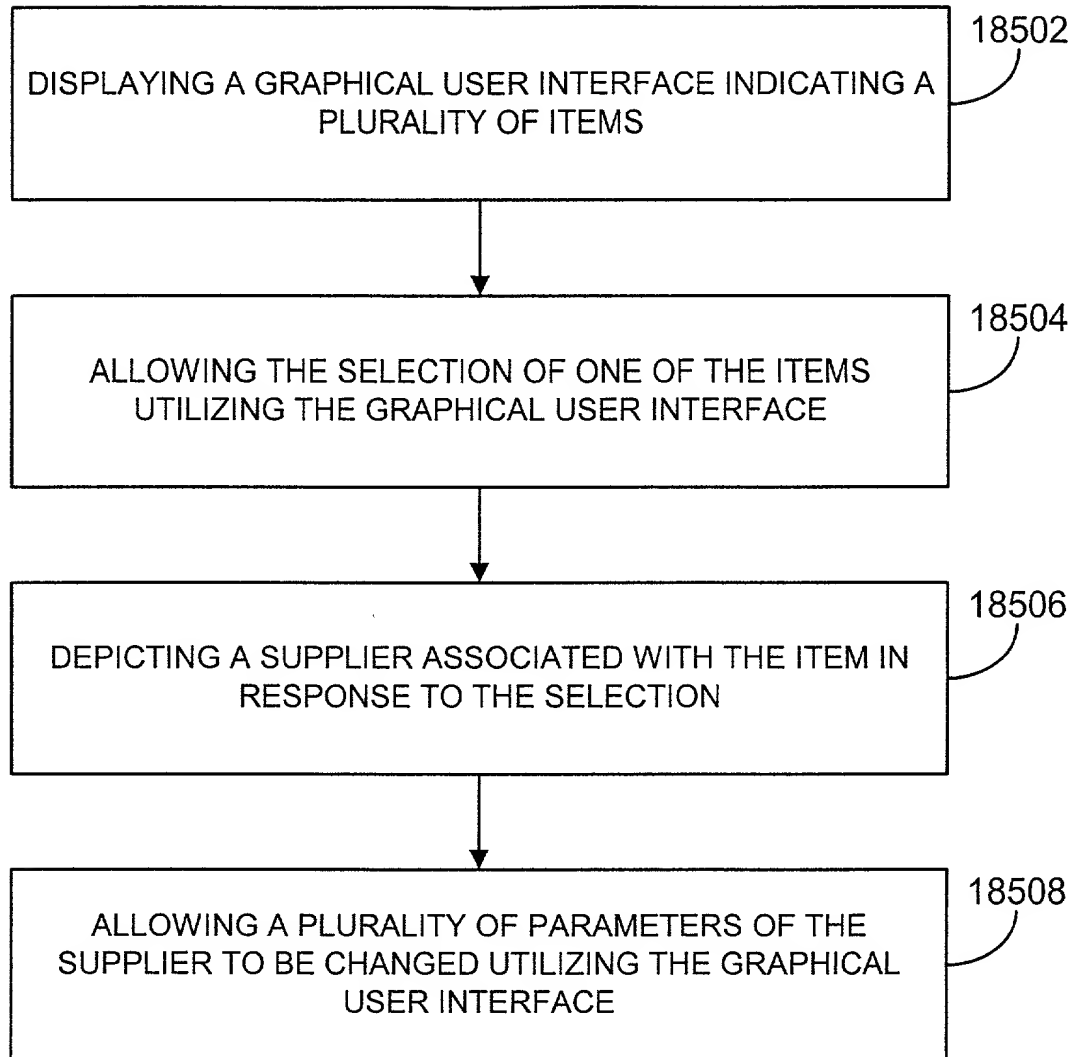 18502
DISPLAYING A GRAPHICAL USER INTERFACE INDICATING A
PLURALITY OF ITEMS
18504
ALLOWING THE SELECTION OF ONE OF THE ITEMS
UTILIZING THE GRAPHICAL USER INTERFACE
18506
DEPICTING A SUPPLIER ASSOCIATED WITH THE ITEM IN
RESPONSE TO THE SELECTION
18508
ALLOWING A PLURALITY OF PARAMETERS OF THE
SUPPLIER TO BE CHANGED UTILIZING THE GRAPHICAL
USER INTERFACE